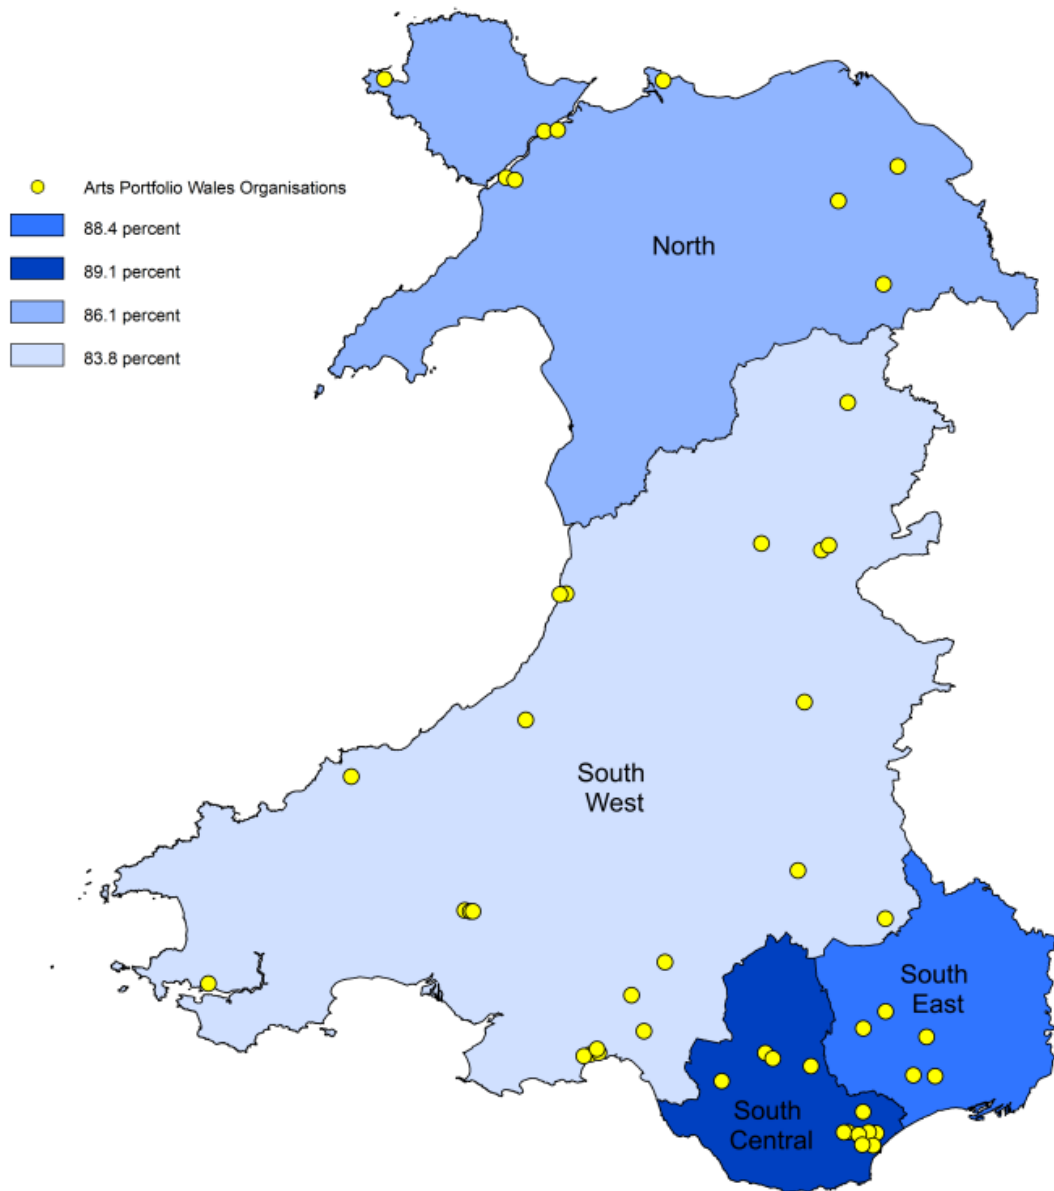 Arts Portfolio Wales Organisations
88.4 percent
89.1 percent
86.1 percent
83.8 percent
North
South
West
South
East
South
Central